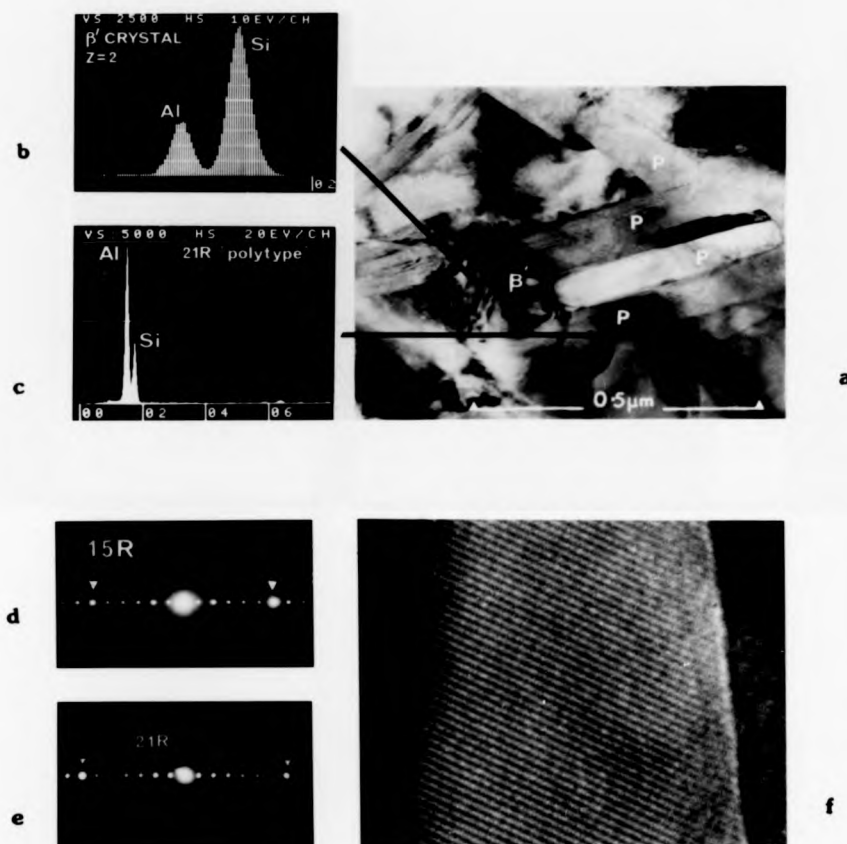 VS 2500 HS 10EV/CH
β' CRYSTAL
Z=2
Si
Al
02
b
P
P
P
P
β'
0·5μm
a
VS 5000 HS 20EV/CH
Al
21R 'polytype'
Si
00 02 04 06
c
15R
d
21R
e
f